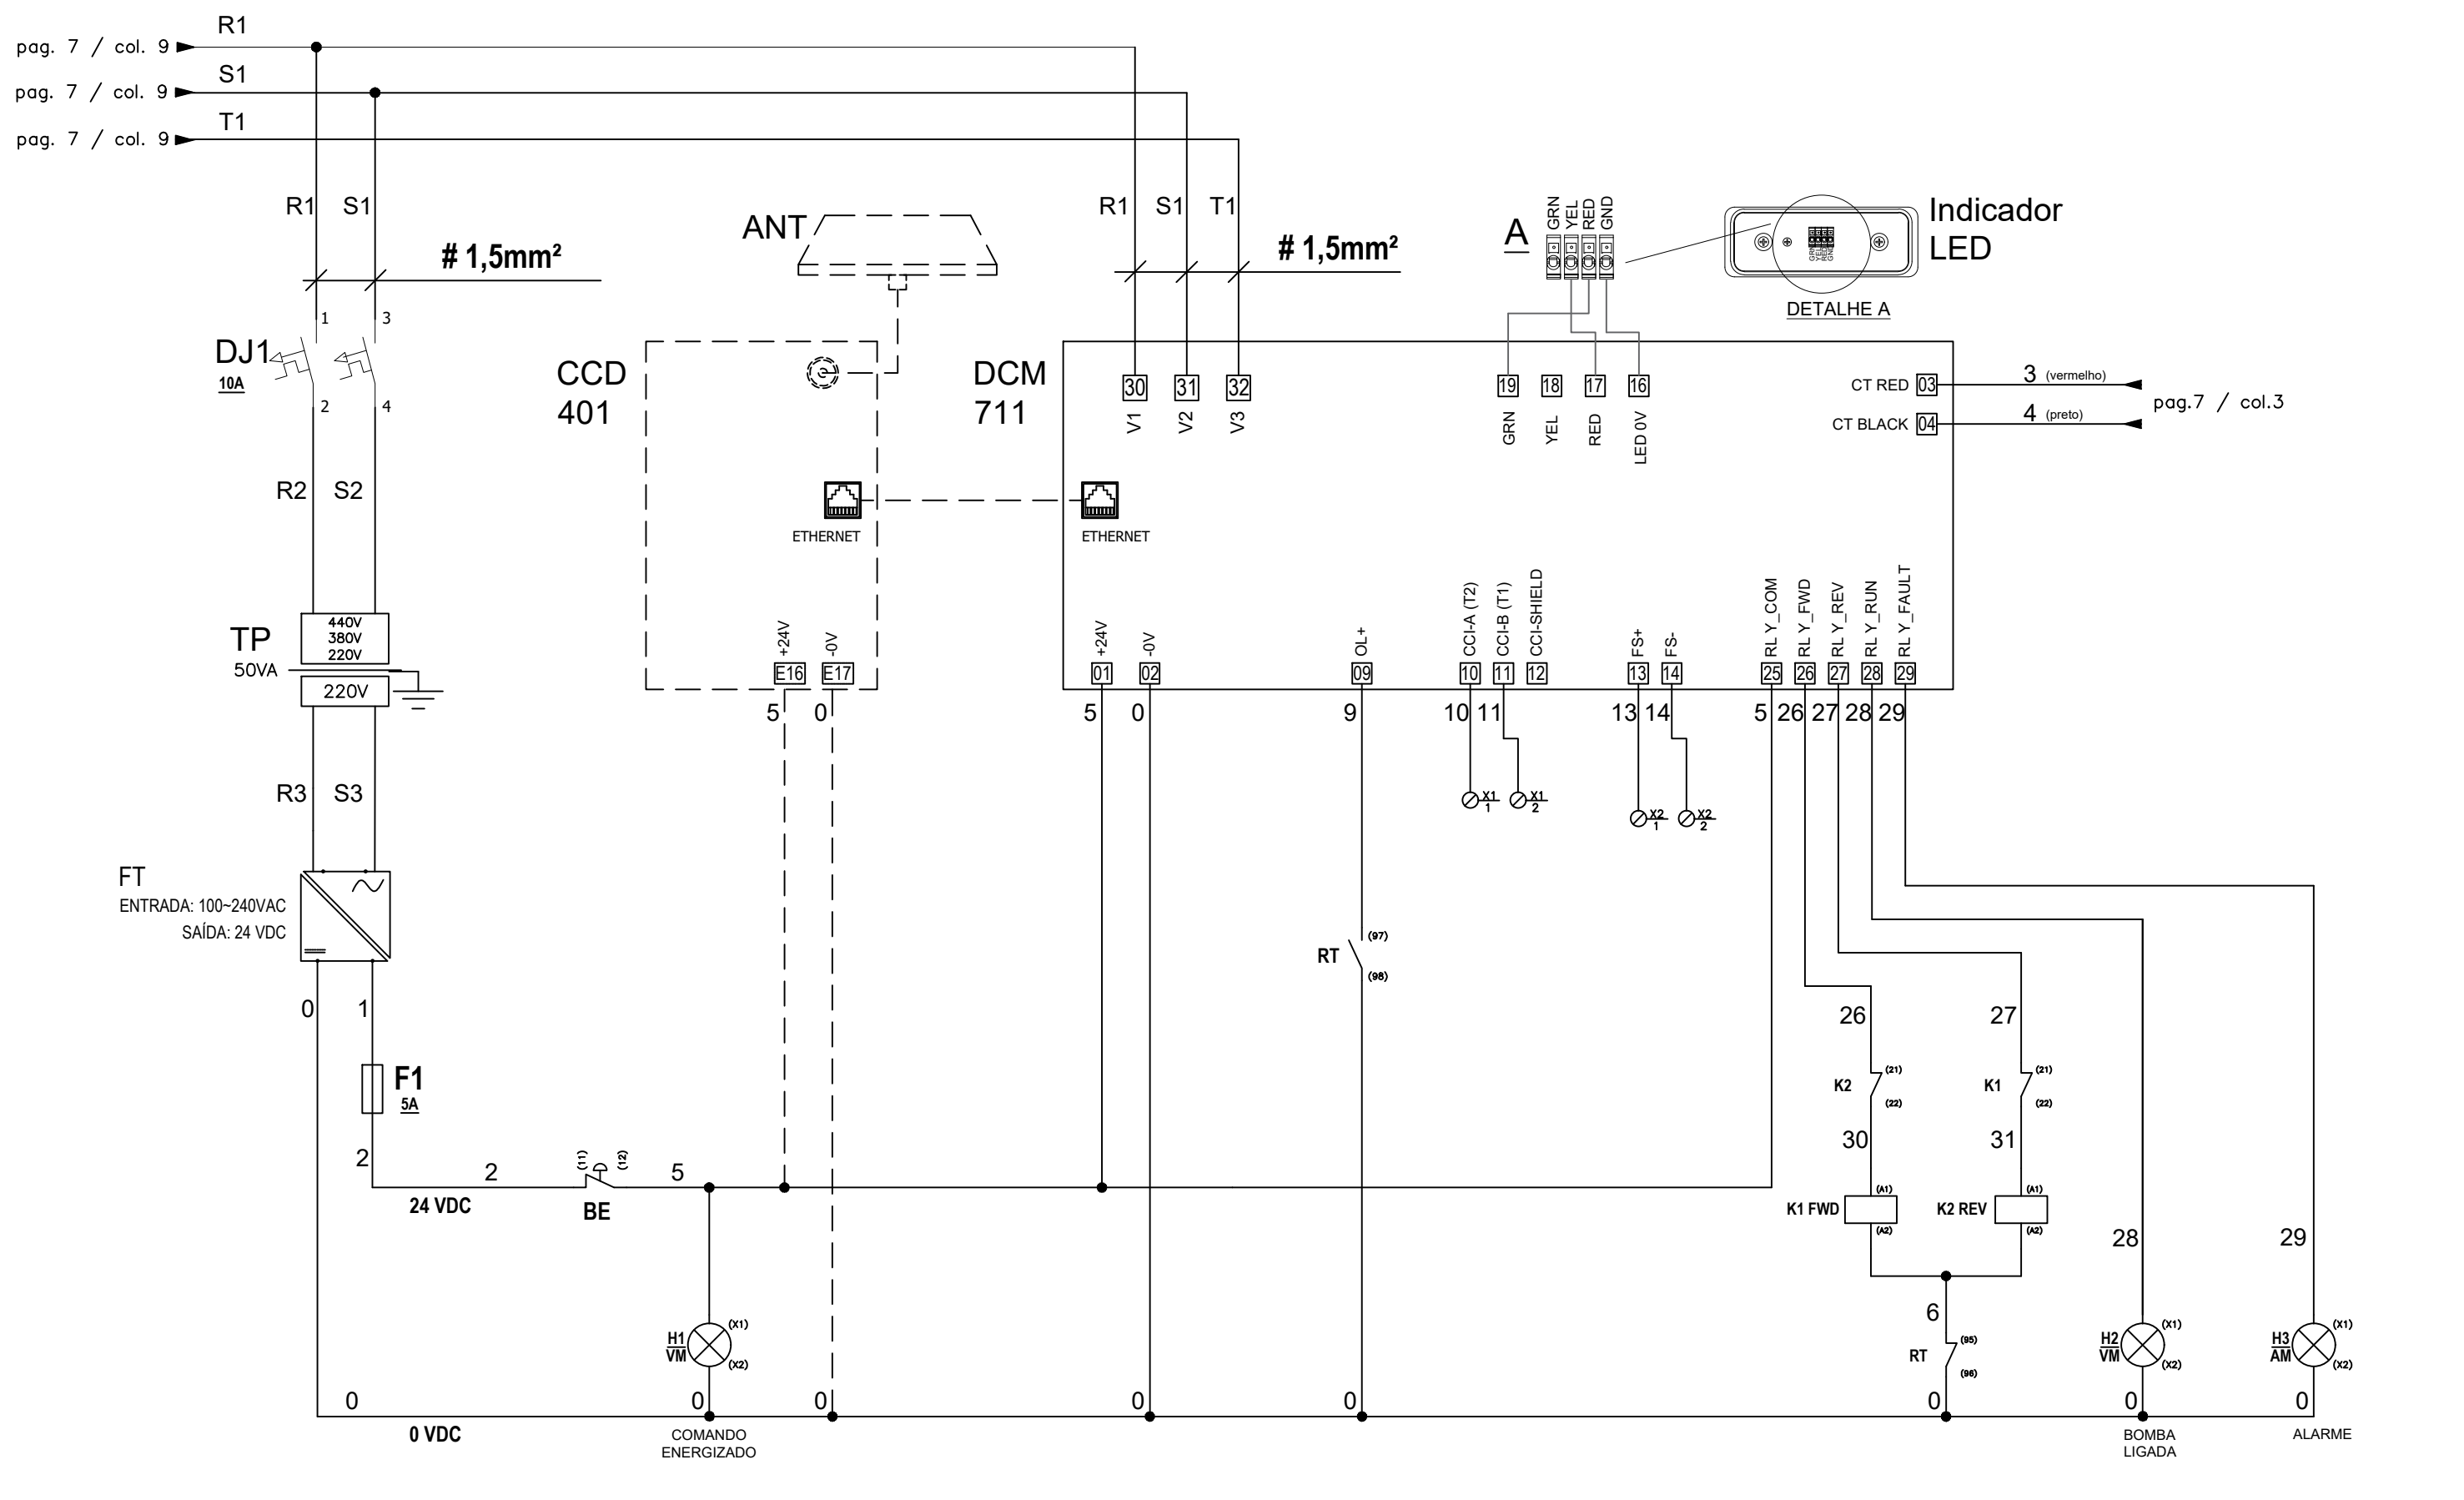 R1
pag. 7 / col. 9
S1
pag. 7 / col. 9
T1
pag. 7 / col. 9
R1
S1
# 1,5mm²
1
3
DJ1
10A
2
4
R2
S2
TP
50VA
440V
380V
220V
220V
R3
S3
FT
ENTRADA: 100~240VAC
SAÍDA: 24 VDC
0
1
F1
5A
2
2
24 VDC
(11)
(12)
BE
5
0
0 VDC
H1
VM
(X1)
(X2)
0
COMANDO
ENERGIZADO
ANT
CCD
401
ETHERNET
+24V
-0V
E16
E17
5
0
0
DCM
711
R1
S1
T1
# 1,5mm²
30
31
32
V1
V2
V3
ETHERNET
A
GRN
YEL
RED
GND
GRN
YEL
RED
GND
Indicador
LED
DETALHE A
19
18
17
16
GRN
YEL
RED
LED 0V
CT RED
03
3 (vermelho)
CT BLACK
04
4 (preto)
pag.7 / col.3
+24V
-0V
OL+
CCI-A (T2)
CCI-B (T1)
CCI-SHIELD
FS+
FS-
RL Y_COM
RL Y_FWD
RL Y_REV
RL Y_RUN
RL Y_FAULT
01
02
09
10
11
12
13
14
25
26
27
28
29
5
0
9
10
11
13
14
5
26
27
28
29
X1
1
X1
2
X2
1
X2
2
RT
(97)
(98)
0
0
26
27
K2
(21)
(22)
K1
(21)
(22)
30
31
K1 FWD
(A1)
(A2)
K2 REV
(A1)
(A2)
6
RT
(95)
(96)
0
28
H2
VM
(X1)
(X2)
0
BOMBA
LIGADA
29
H3
AM
(X1)
(X2)
0
ALARME